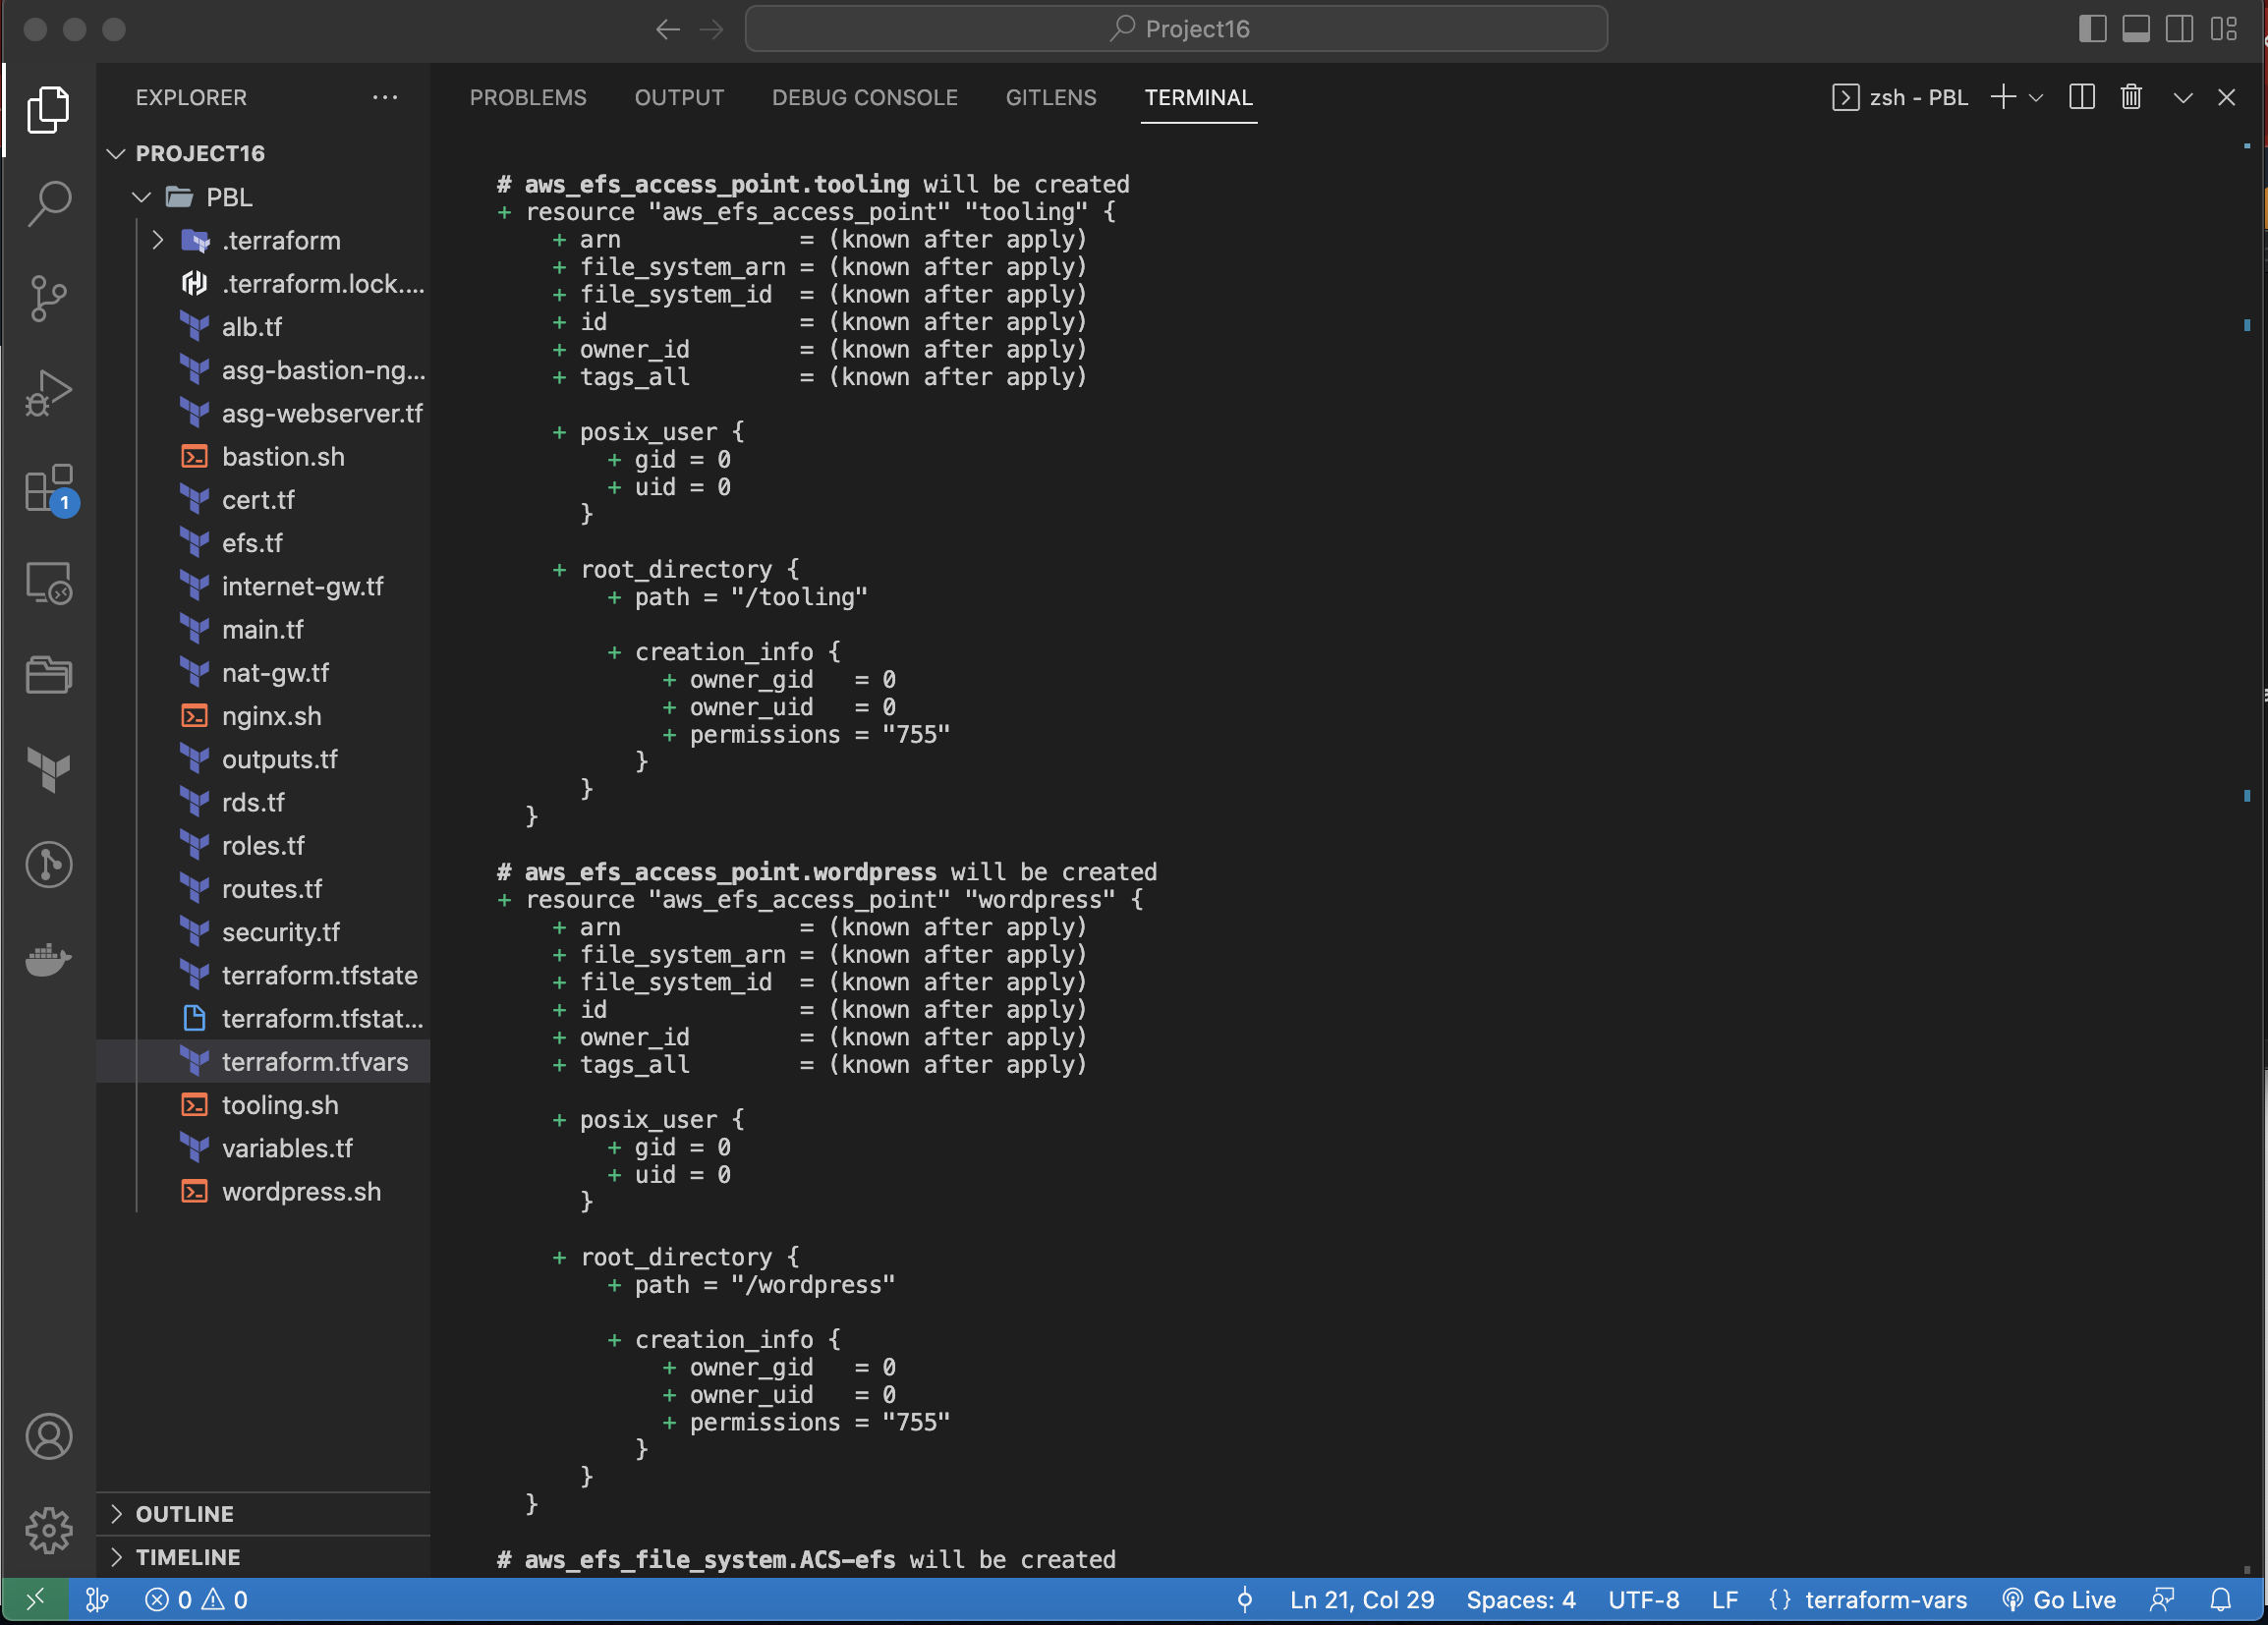 Project16
EXPLORER
PROBLEMS OUTPUT DEBUG CONSOLE GITLENS TERMINAL
zsh - PBL
PROJECT16
PBL
.terraform
.terraform.lock....
alb.tf
asg-bastion-ng...
asg-webserver.tf
bastion.sh
cert.tf
efs.tf
internet-gw.tf
main.tf
nat-gw.tf
nginx.sh
outputs.tf
rds.tf
roles.tf
routes.tf
security.tf
terraform.tfstate
terraform.tfstat...
terraform.tfvars
tooling.sh
variables.tf
wordpress.sh
OUTLINE
TIMELINE
1
# aws_efs_access_point.tooling will be created
+ resource "aws_efs_access_point" "tooling" {
+ arn = (known after apply)
+ file_system_arn = (known after apply)
+ file_system_id = (known after apply)
+ id = (known after apply)
+ owner_id = (known after apply)
+ tags_all = (known after apply)
+ posix_user {
+ gid = 0
+ uid = 0
}
+ root_directory {
+ path = "/tooling"
+ creation_info {
+ owner_gid = 0
+ owner_uid = 0
+ permissions = "755"
}
}
}
# aws_efs_access_point.wordpress will be created
+ resource "aws_efs_access_point" "wordpress" {
+ arn = (known after apply)
+ file_system_arn = (known after apply)
+ file_system_id = (known after apply)
+ id = (known after apply)
+ owner_id = (known after apply)
+ tags_all = (known after apply)
+ posix_user {
+ gid = 0
+ uid = 0
}
+ root_directory {
+ path = "/wordpress"
+ creation_info {
+ owner_gid = 0
+ owner_uid = 0
+ permissions = "755"
}
}
}
# aws_efs_file_system.ACS-efs will be created
0 0 Ln 21, Col 29 Spaces: 4 UTF-8 LF {} terraform-vars Go Live